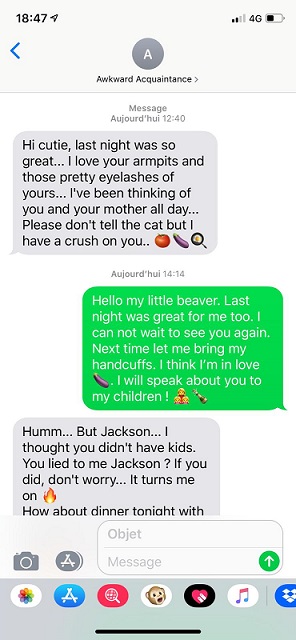 18:47
4G
A
Awkward Acquaintance >
Message
Aujourd'hui 12:40
Hi cutie, last night was so
great... I love your armpits and
those pretty eyelashes of
yours... I've been thinking of
you and your mother all day...
Please don't tell the cat but I
have a crush on you.. 🍅🍆🍳
Aujourd'hui 14:14
Hello my little beaver. Last
night was great for me too. I
can not wait to see you again.
Next time let me bring my
handcuffs. I think I'm in love
🍆. I will speak about you to
my children !
Humm... But Jackson... I
thought you didn't have kids.
You lied to me Jackson ? If you
did, don't worry... It turns me
on 🔥
How about dinner tonight with
Objet
Message